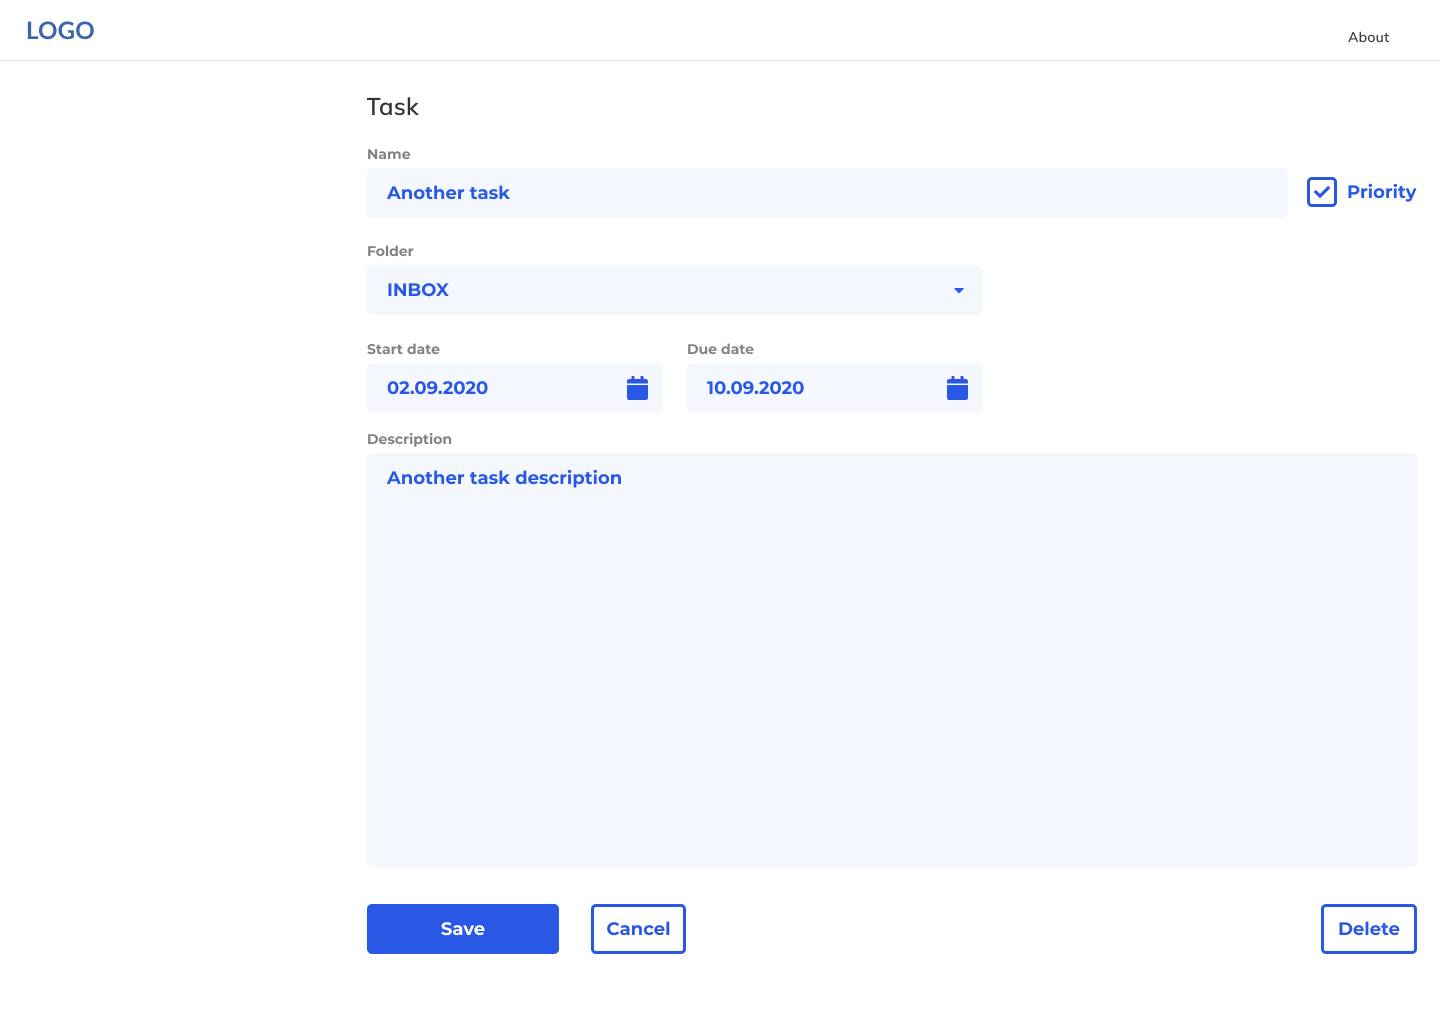 LOGO
About
Task
Name
Another task
Priority
Folder
INBOX
Start date
Due date
02.09.2020
10.09.2020
Description
Another task description
Save
Cancel
Delete